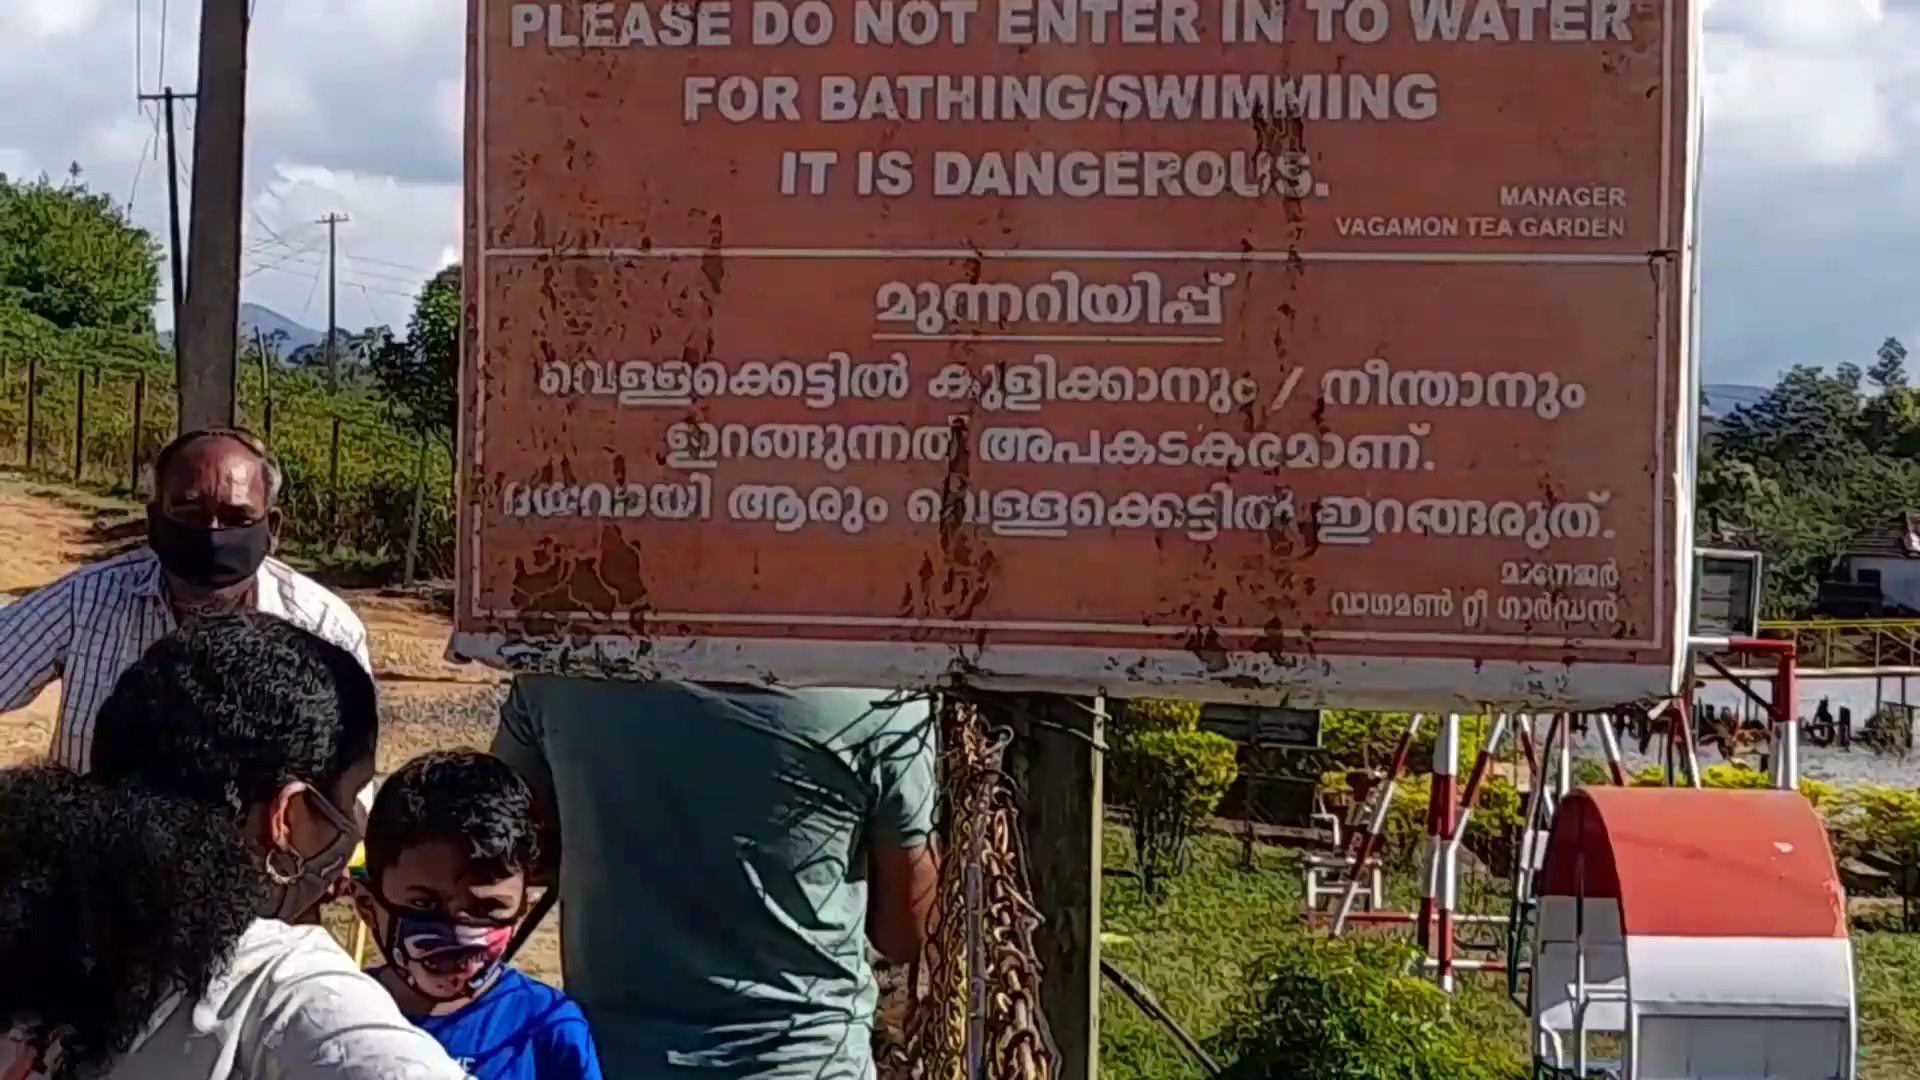 PLEASE DO NOT ENTER IN TO WATER
FOR BATHING/SWIMMING
IT IS DANGEROUS.
MANAGER
VAGAMON TEA GARDEN
മുന്നറിയിപ്പ്
വെള്ളക്കെട്ടിൽ കുളിക്കാനും / നീന്താനും
ഇറങ്ങുന്നത് അപകടകരമാണ്.
ദയവായി ആരും വെള്ളക്കെട്ടിൽ ഇറങ്ങരുത്.
മാനേജർ
വാഗമൺ റ്റീ ഗാർഡൻ